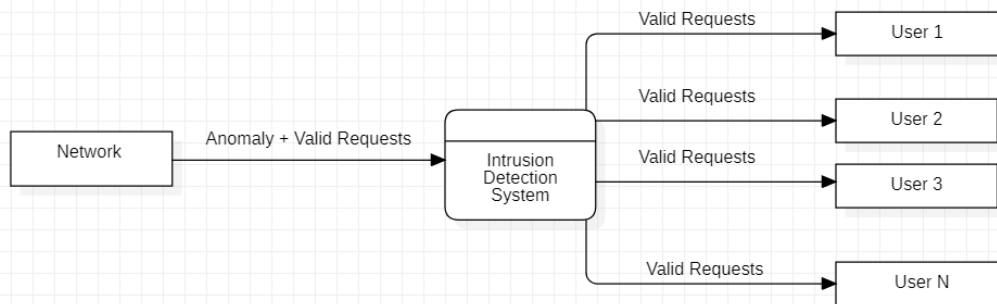 Valid Requests
User 1
Valid Requests
User 2
Anomaly + Valid Requests
Network
Intrusion
Detection
System
Valid Requests
User 3
Valid Requests
User N